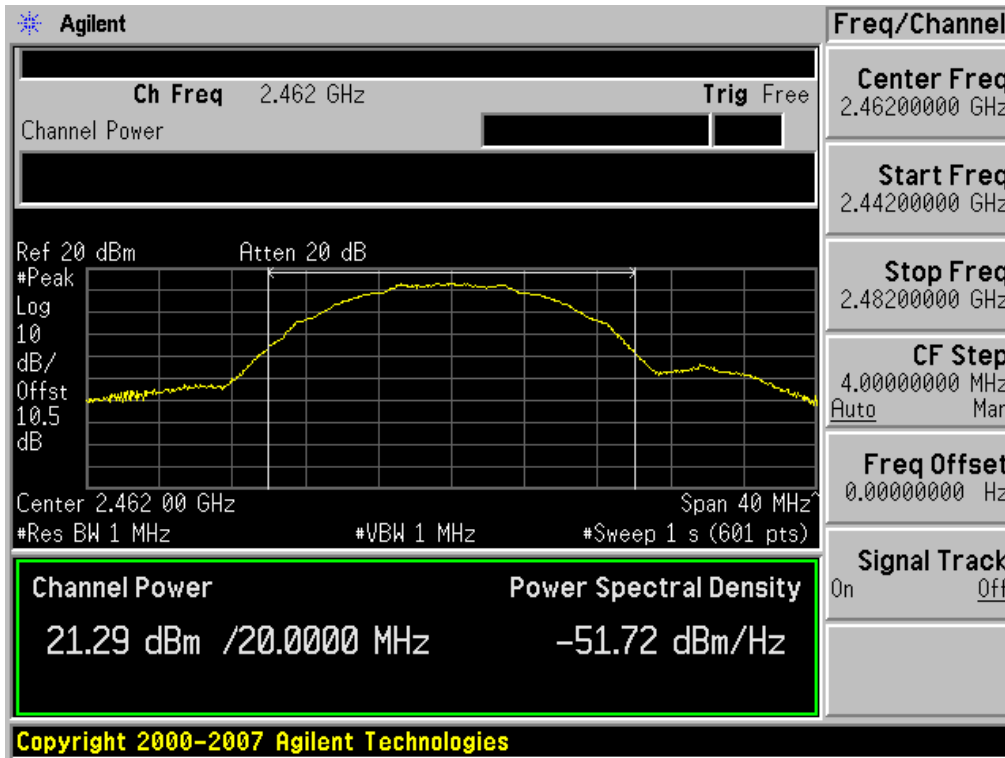 Agilent
Freq/Channel
Ch Freq 2.462 GHz Trig Free
Channel Power
Ref 20 dBm Atten 20 dB
#Peak
Log
10
dB/
Offst
10.5
dB
Center 2.462 00 GHz Span 40 MHz^
#Res BW 1 MHz #VBW 1 MHz #Sweep 1 s (601 pts)
Channel Power Power Spectral Density
21.29 dBm /20.0000 MHz -51.72 dBm/Hz
Copyright 2000-2007 Agilent Technologies
Center Freq
2.46200000 GHz
Start Freq
2.44200000 GHz
Stop Freq
2.48200000 GHz
CF Step
4.00000000 MHz
Auto Man
Freq Offset
0.00000000 Hz
Signal Track
On Off